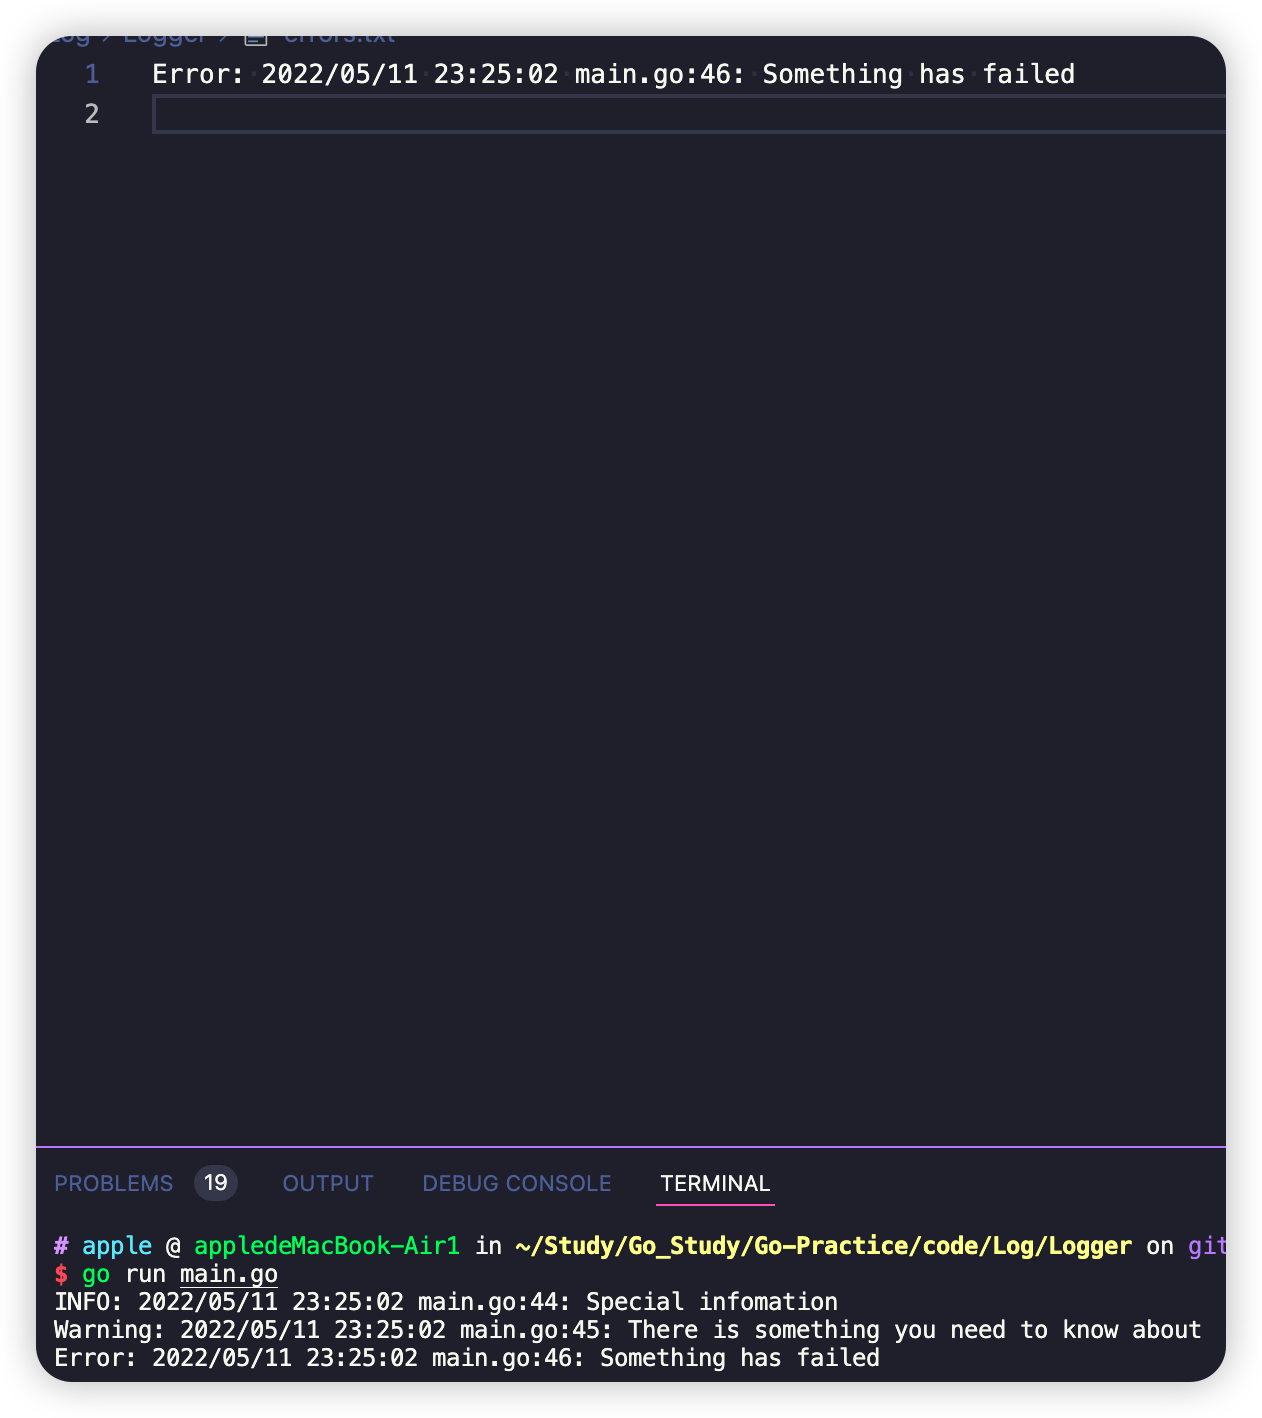 Log > Logger > errors.txt
1 Error: 2022/05/11 23:25:02 main.go:46: Something has failed
2
PROBLEMS 19 OUTPUT DEBUG CONSOLE TERMINAL
# apple @ appledeMacBook-Air1 in ~/Study/Go_Study/Go-Practice/code/Log/Logger on git
$ go run main.go
INFO: 2022/05/11 23:25:02 main.go:44: Special infomation
Warning: 2022/05/11 23:25:02 main.go:45: There is something you need to know about
Error: 2022/05/11 23:25:02 main.go:46: Something has failed